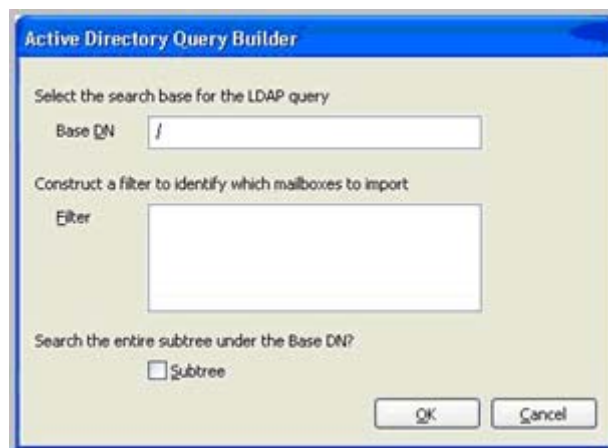 Active Directory Query Builder
Select the search base for the LDAP query
Base DN /
Construct a filter to identify which mailboxes to import
Filter
Search the entire subtree under the Base DN?
Subtree
OK Cancel